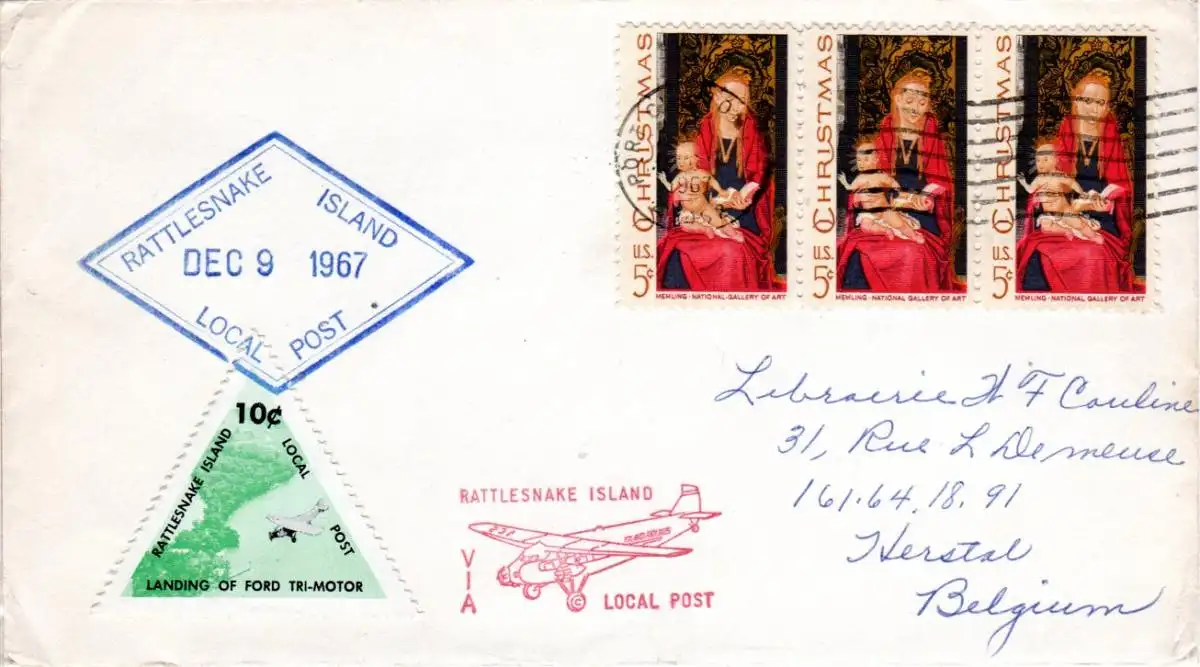 CHRISTMAS
U.S.
5¢
MEMLING · NATIONAL GALLERY OF ART
CHRISTMAS
U.S.
5¢
MEMLING · NATIONAL GALLERY OF ART
CHRISTMAS
U.S.
5¢
MEMLING · NATIONAL GALLERY OF ART
PORT
1967
RATTLESNAKE ISLAND
DEC 9 1967
LOCAL POST
10¢
RATTLESNAKE ISLAND LOCAL POST
LANDING OF FORD TRI-MOTOR
RATTLESNAKE ISLAND
VIA
LOCAL POST
Librairie W F Couline
31, Rue L Demeuse
161.64.18.91
Herstal
Belgium